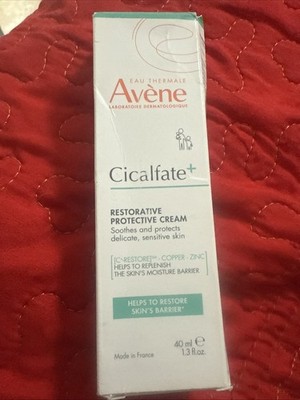 EAU THERMALE
Avène
LABORATOIRE DERMATOLOGIQUE
Cicalfate+
RESTORATIVE
PROTECTIVE CREAM
Soothes and protects
delicate, sensitive skin
[C+RESTORE]™ - COPPER - ZINC
HELPS TO REPLENISH
THE SKIN'S MOISTURE BARRIER
HELPS TO RESTORE
SKIN'S BARRIER*
Made in France
40 ml e
1.3 fl.oz.